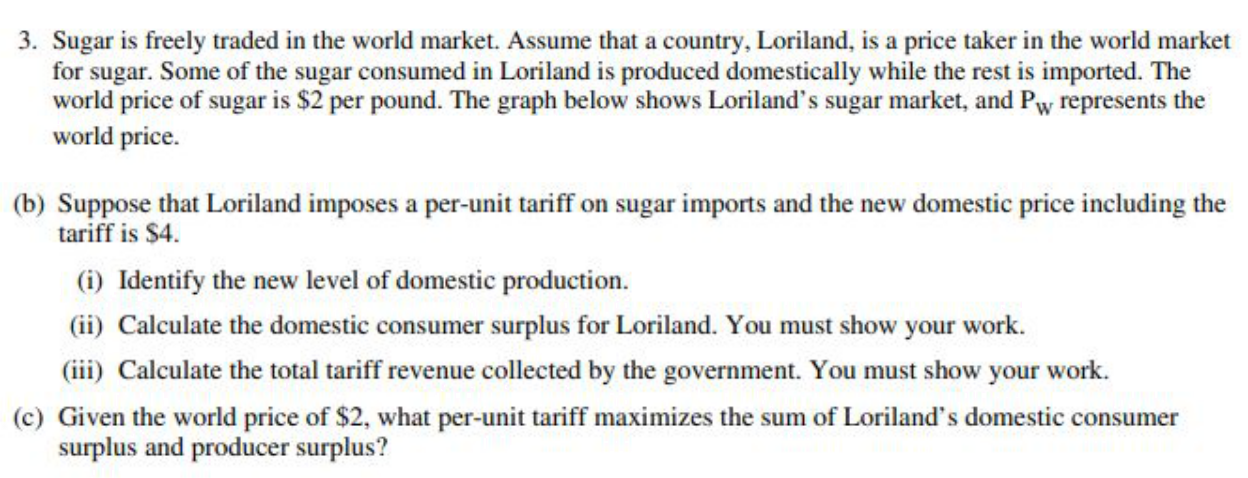 3. Sugar is freely traded in the world market. Assume that a country, Loriland, is a price taker in the world market
for sugar. Some of the sugar consumed in Loriland is produced domestically while the rest is imported. The
world price of sugar is $2 per pound. The graph below shows Loriland's sugar market, and PW represents the
world price.
(b) Suppose that Loriland imposes a per-unit tariff on sugar imports and the new domestic price including the
tariff is $4.
(i) Identify the new level of domestic production.
(ii) Calculate the domestic consumer surplus for Loriland. You must show your work.
(iii) Calculate the total tariff revenue collected by the government. You must show your work.
(c) Given the world price of $2, what per-unit tariff maximizes the sum of Loriland's domestic consumer
surplus and producer surplus?